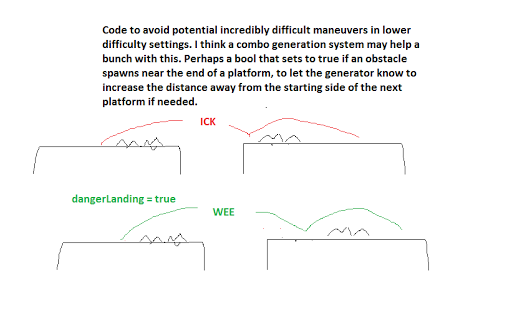 Code to avoid potential incredibly difficult maneuvers in lower
difficulty settings. I think a combo generation system may help a
bunch with this. Perhaps a bool that sets to true if an obstacle
spawns near the end of a platform, to let the generator know to
increase the distance away from the starting side of the next
platform if needed.
ICK
dangerLanding = true
WEE